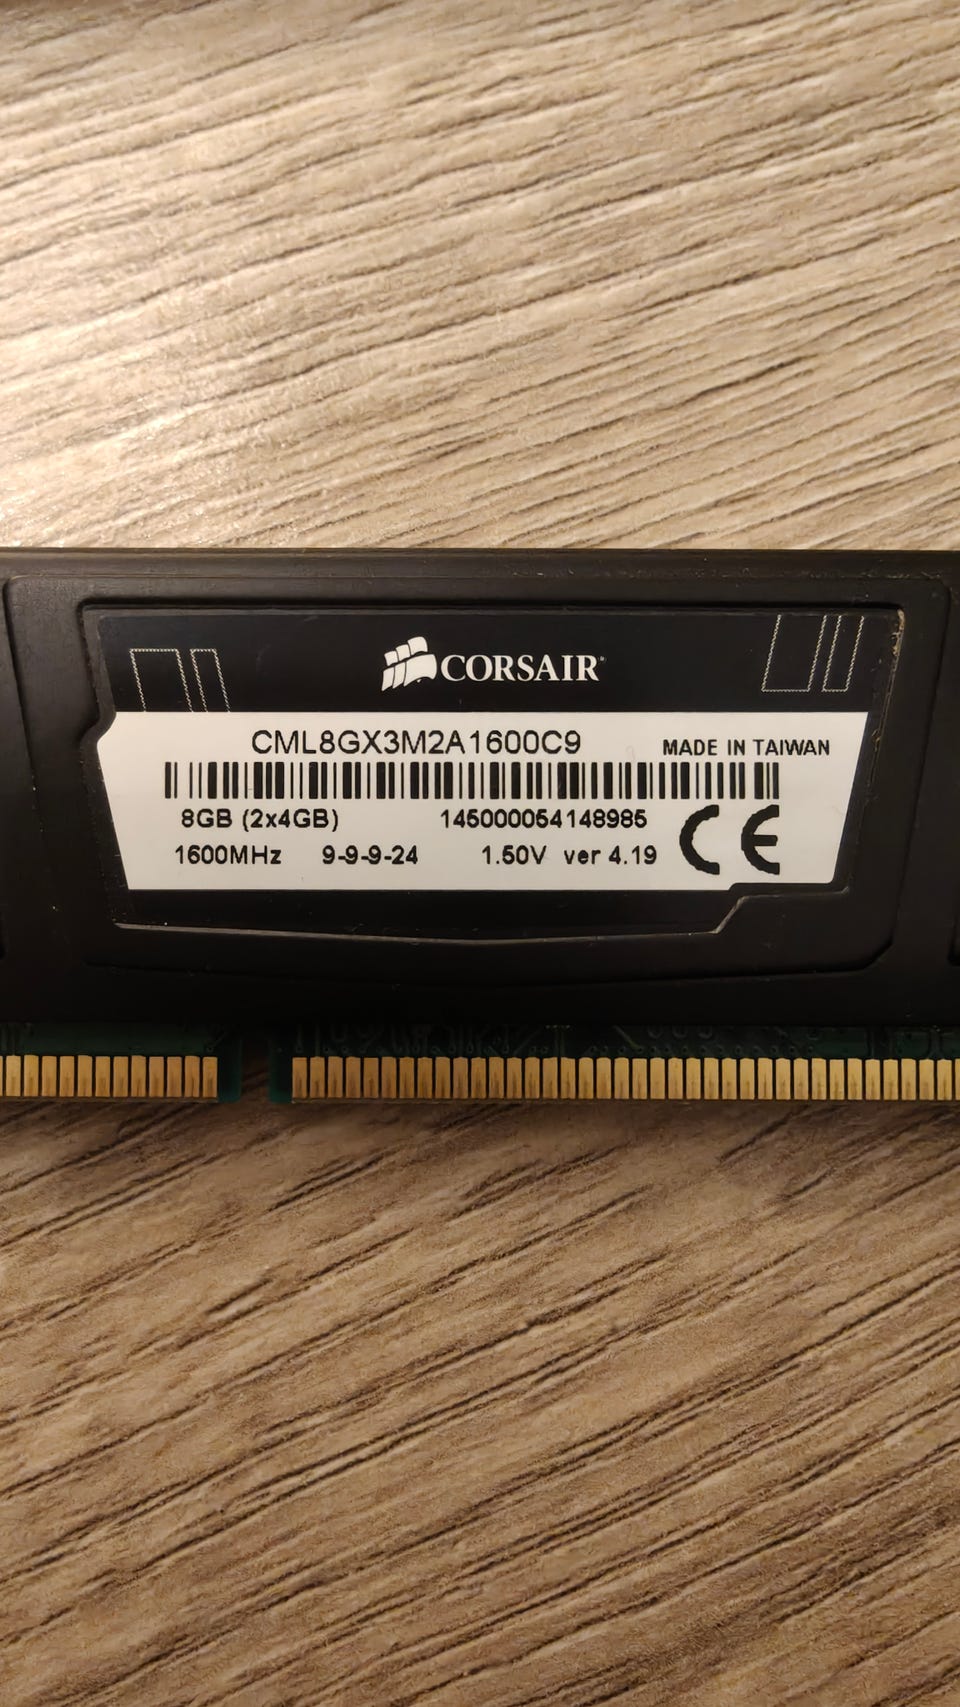 CORSAIR
CML8GX3M2A1600C9 MADE IN TAIWAN
8GB (2x4GB) 145000054148985 CE
1600MHz 9-9-9-24 1.50V ver 4.19